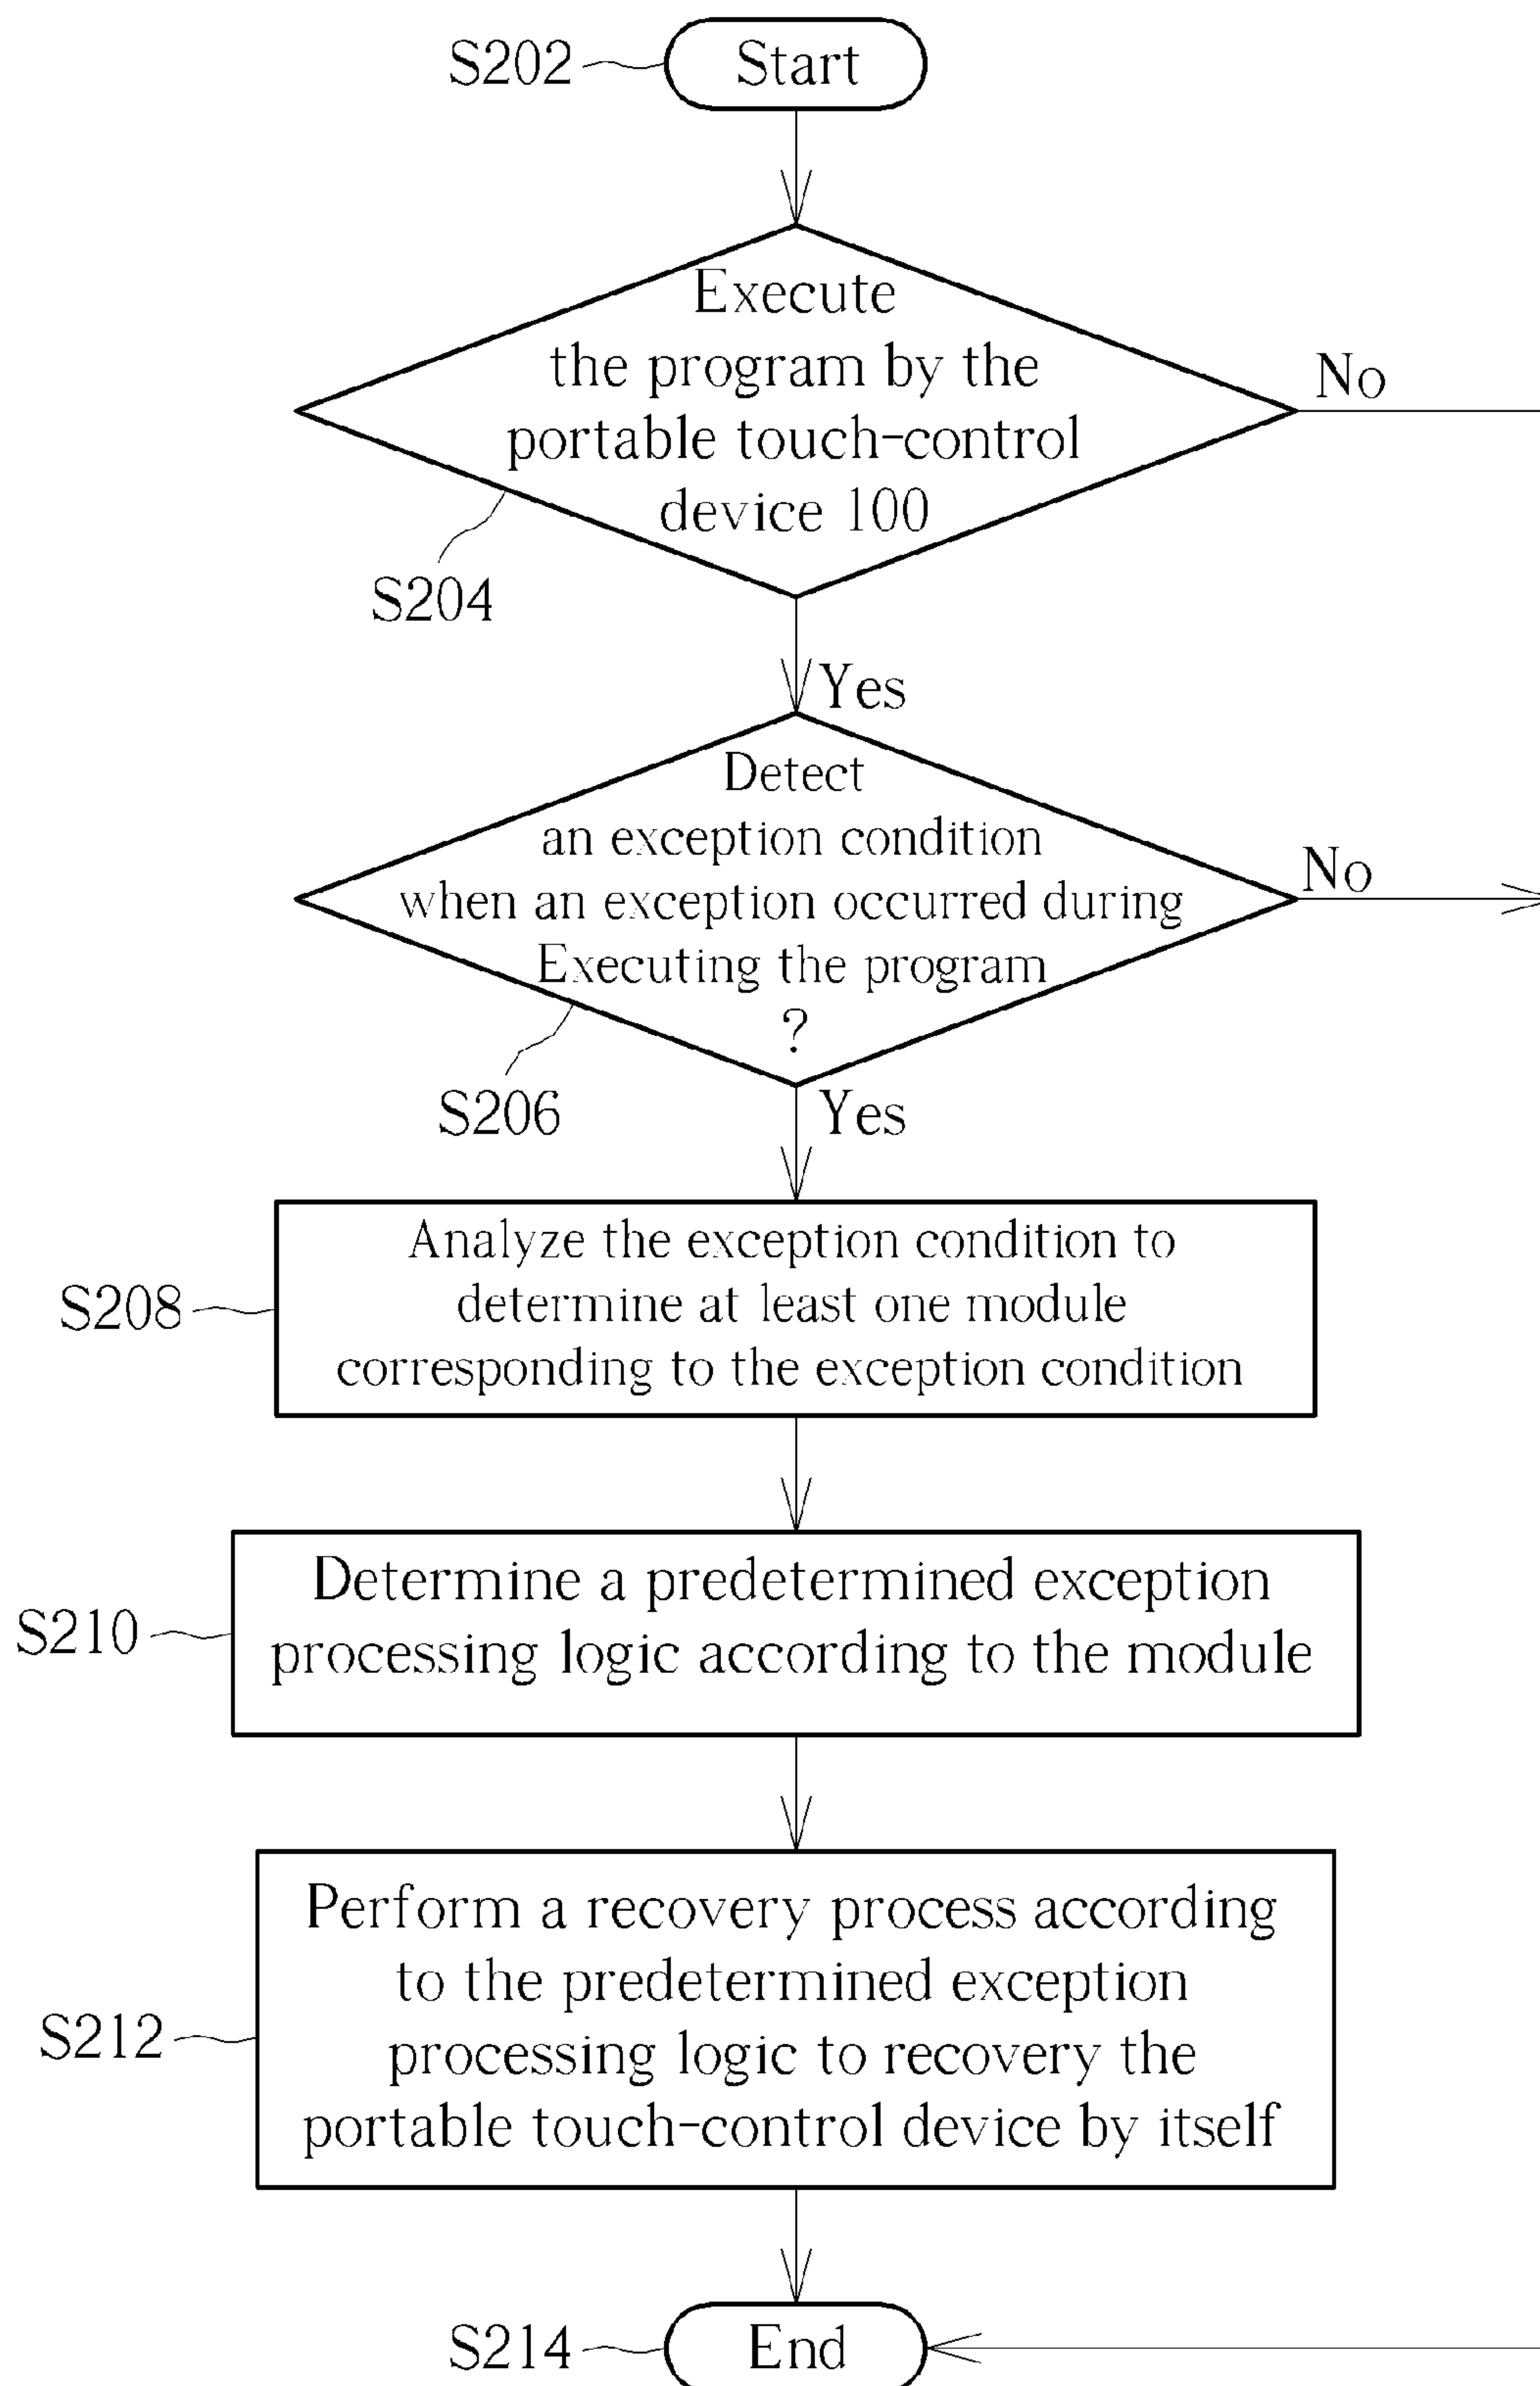 S202
Start
Execute
the program by the
portable touch-control
device 100
No
S204
Yes
Detect
an exception condition
when an exception occurred during
Executing the program
?
No
S206
Yes
S208
Analyze the exception condition to
determine at least one module
corresponding to the exception condition
S210
Determine a predetermined exception
processing logic according to the module
S212
Perform a recovery process according
to the predetermined exception
processing logic to recovery the
portable touch-control device by itself
S214
End